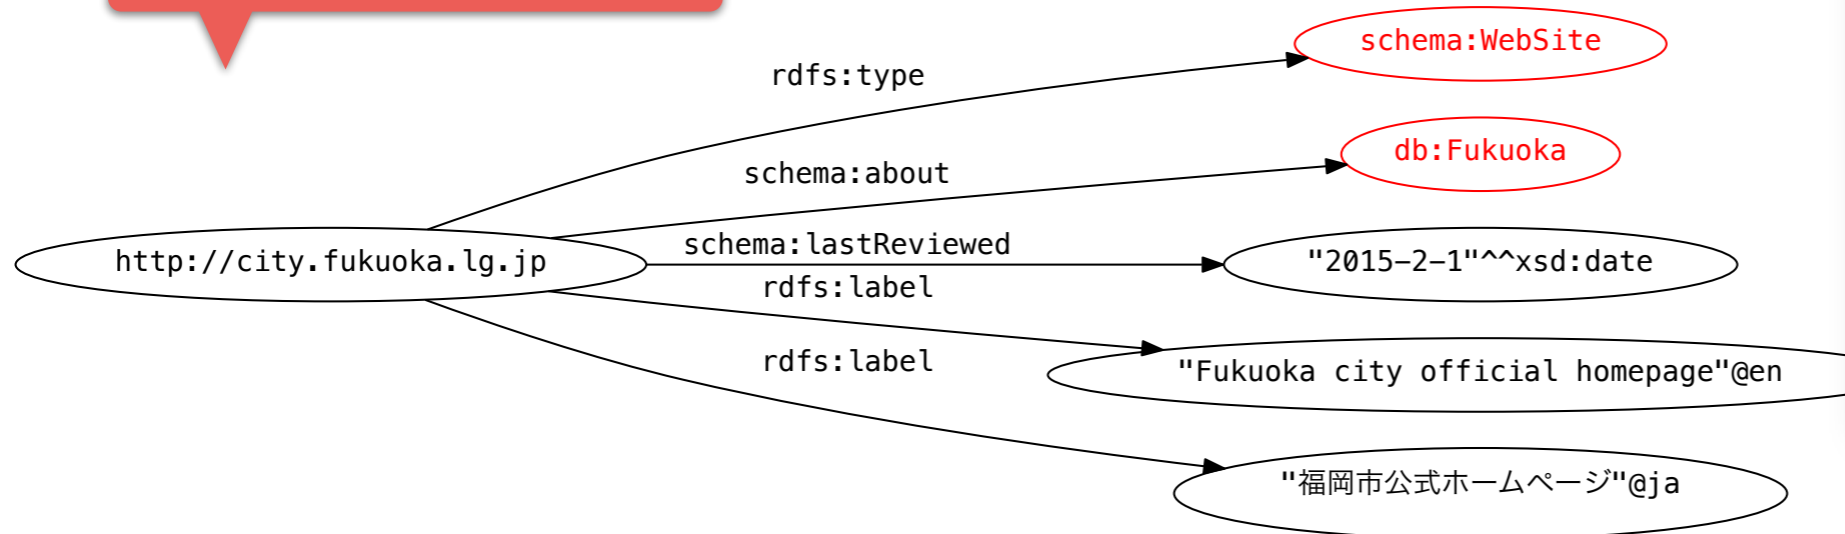 schema:WebSite
rdfs:type
db:Fukuoka
schema:about
schema:lastReviewed
http://city.fukuoka.lg.jp
"2015-2-1"^^xsd:date
rdfs:label
"Fukuoka city official homepage"@en
rdfs:label
"福岡市公式ホームページ"@ja